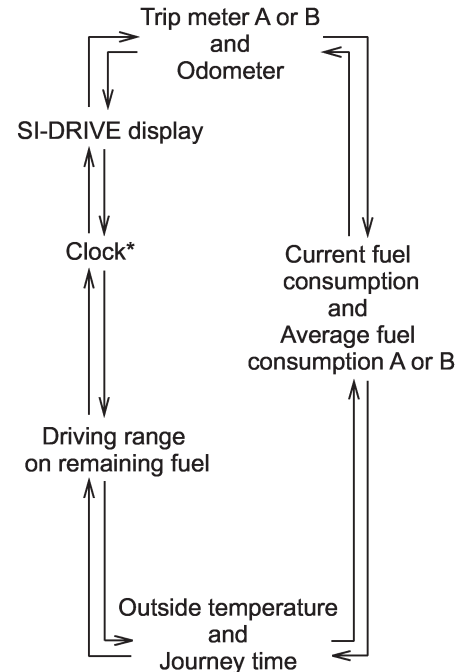 Trip meter A or B
and
Odometer
SI-DRIVE display
Clock*
Current fuel
consumption
and
Average fuel
consumption A or B
Driving range
on remaining fuel
Outside temperature
and
Journey time